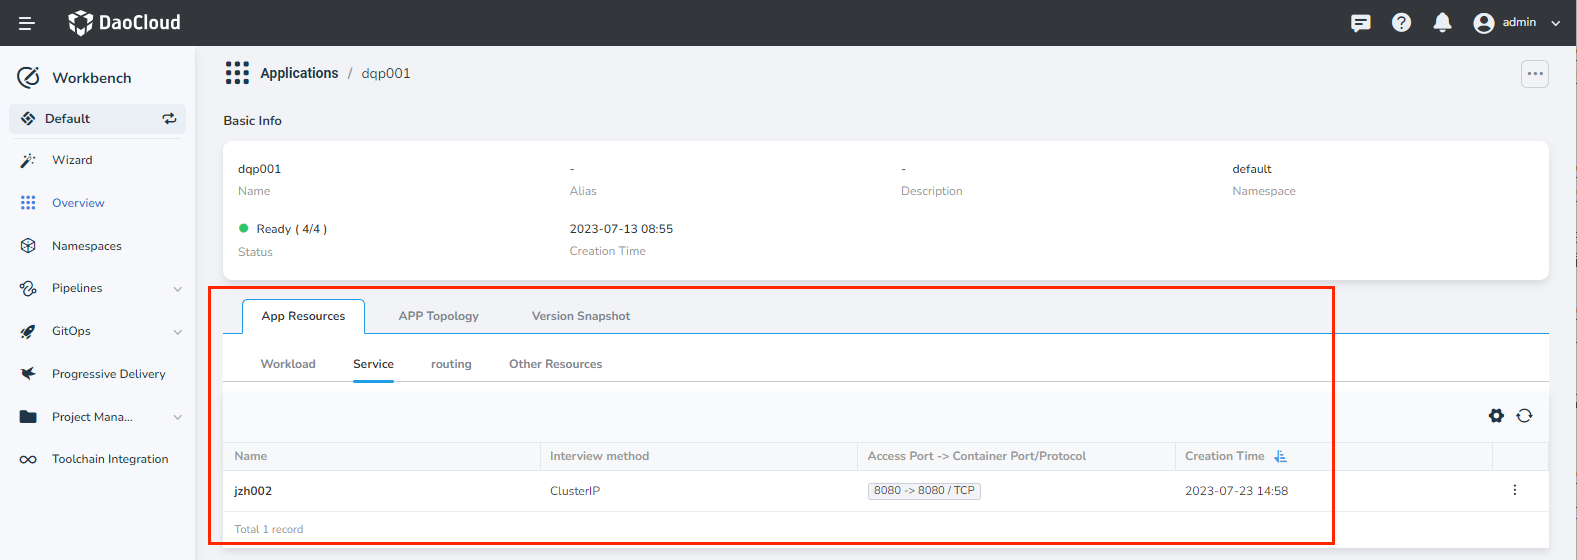 DaoCloud
admin
Workbench
Default
Wizard
Overview
Namespaces
Pipelines
GitOps
Progressive Delivery
Project Mana...
Toolchain Integration
Applications / dqp001
Basic Info
dqp001 - - default
Name Alias Description Namespace
Ready ( 4/4 ) 2023-07-13 08:55
Status Creation Time
App Resources APP Topology Version Snapshot
Workload Service routing Other Resources
Name Interview method Access Port -> Container Port/Protocol Creation Time
jzh002 ClusterIP 8080 -> 8080 / TCP 2023-07-23 14:58
Total 1 record